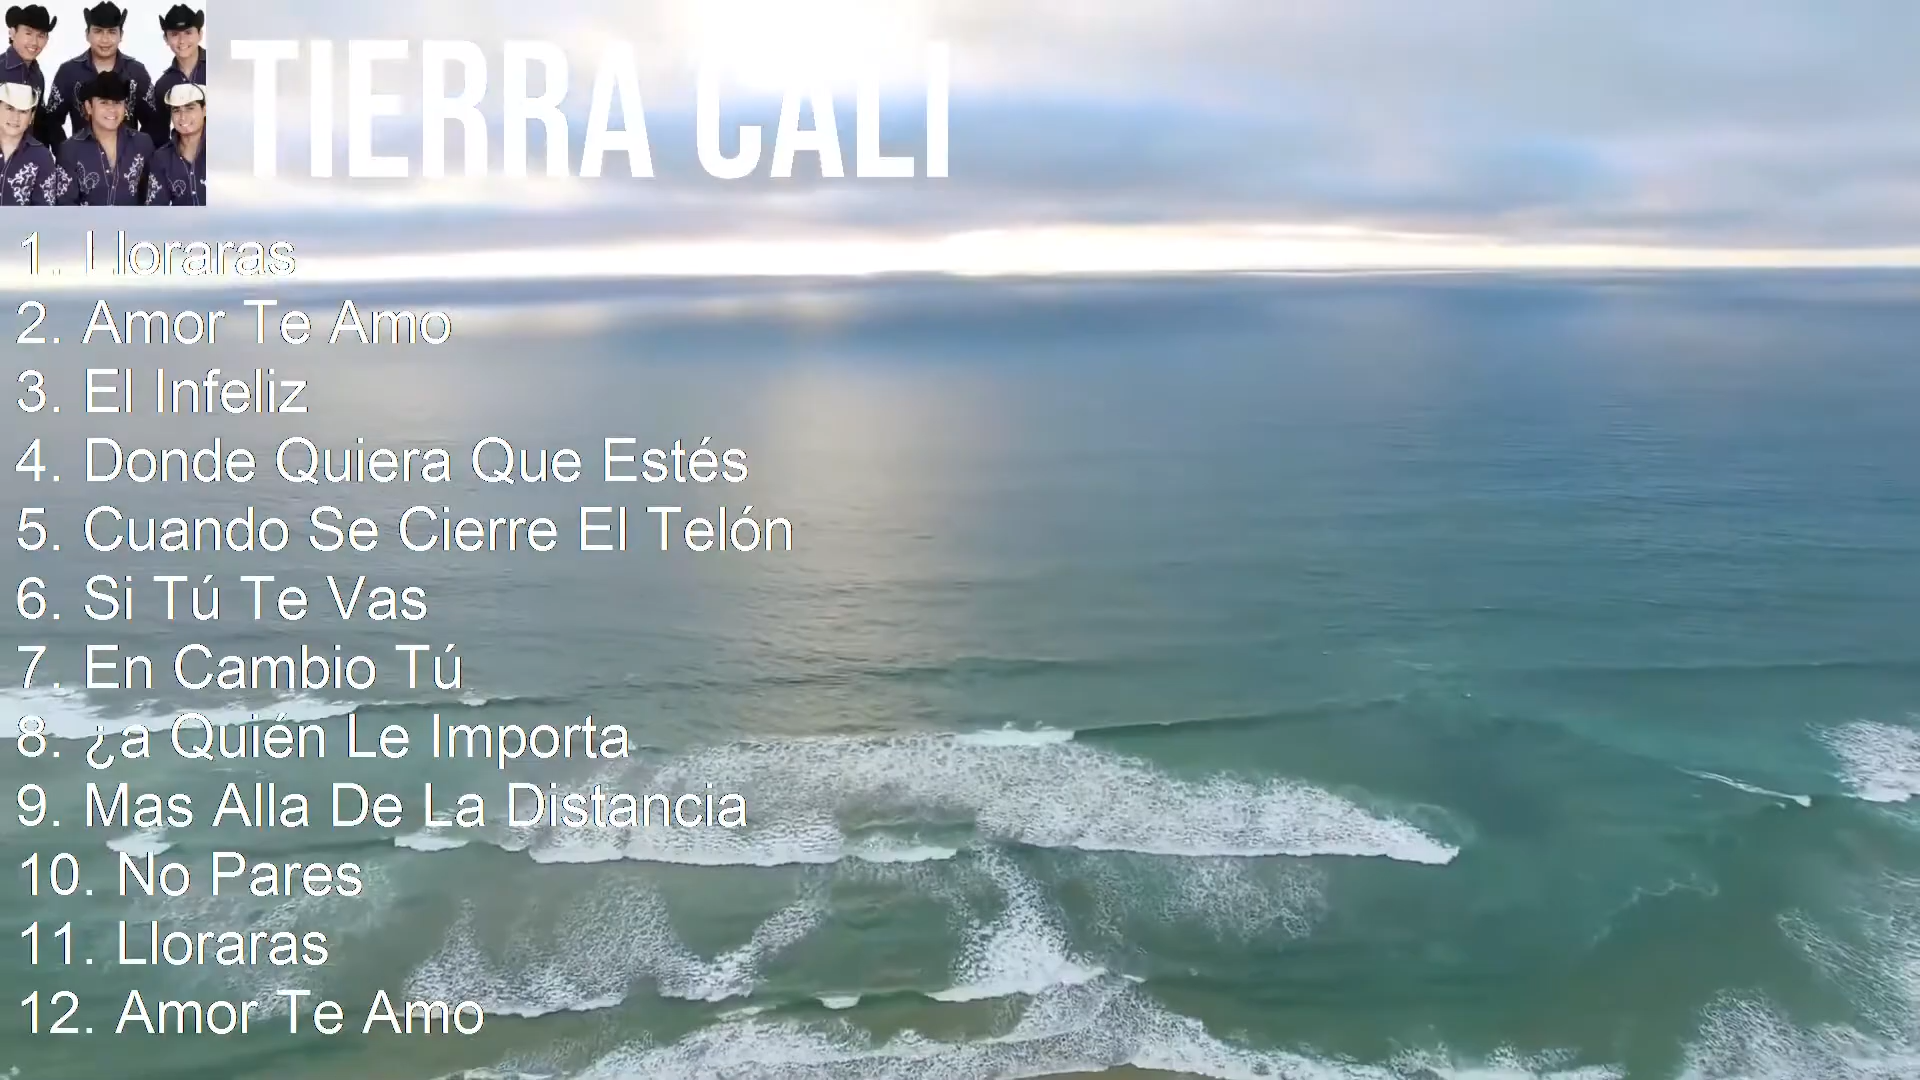 TIERRA CALI
1. Lloraras
2. Amor Te Amo
3. El Infeliz
4. Donde Quiera Que Estés
5. Cuando Se Cierre El Telón
6. Si Tú Te Vas
7. En Cambio Tú
8. ¿a Quién Le Importa
9. Mas Alla De La Distancia
10. No Pares
11. Lloraras
12. Amor Te Amo